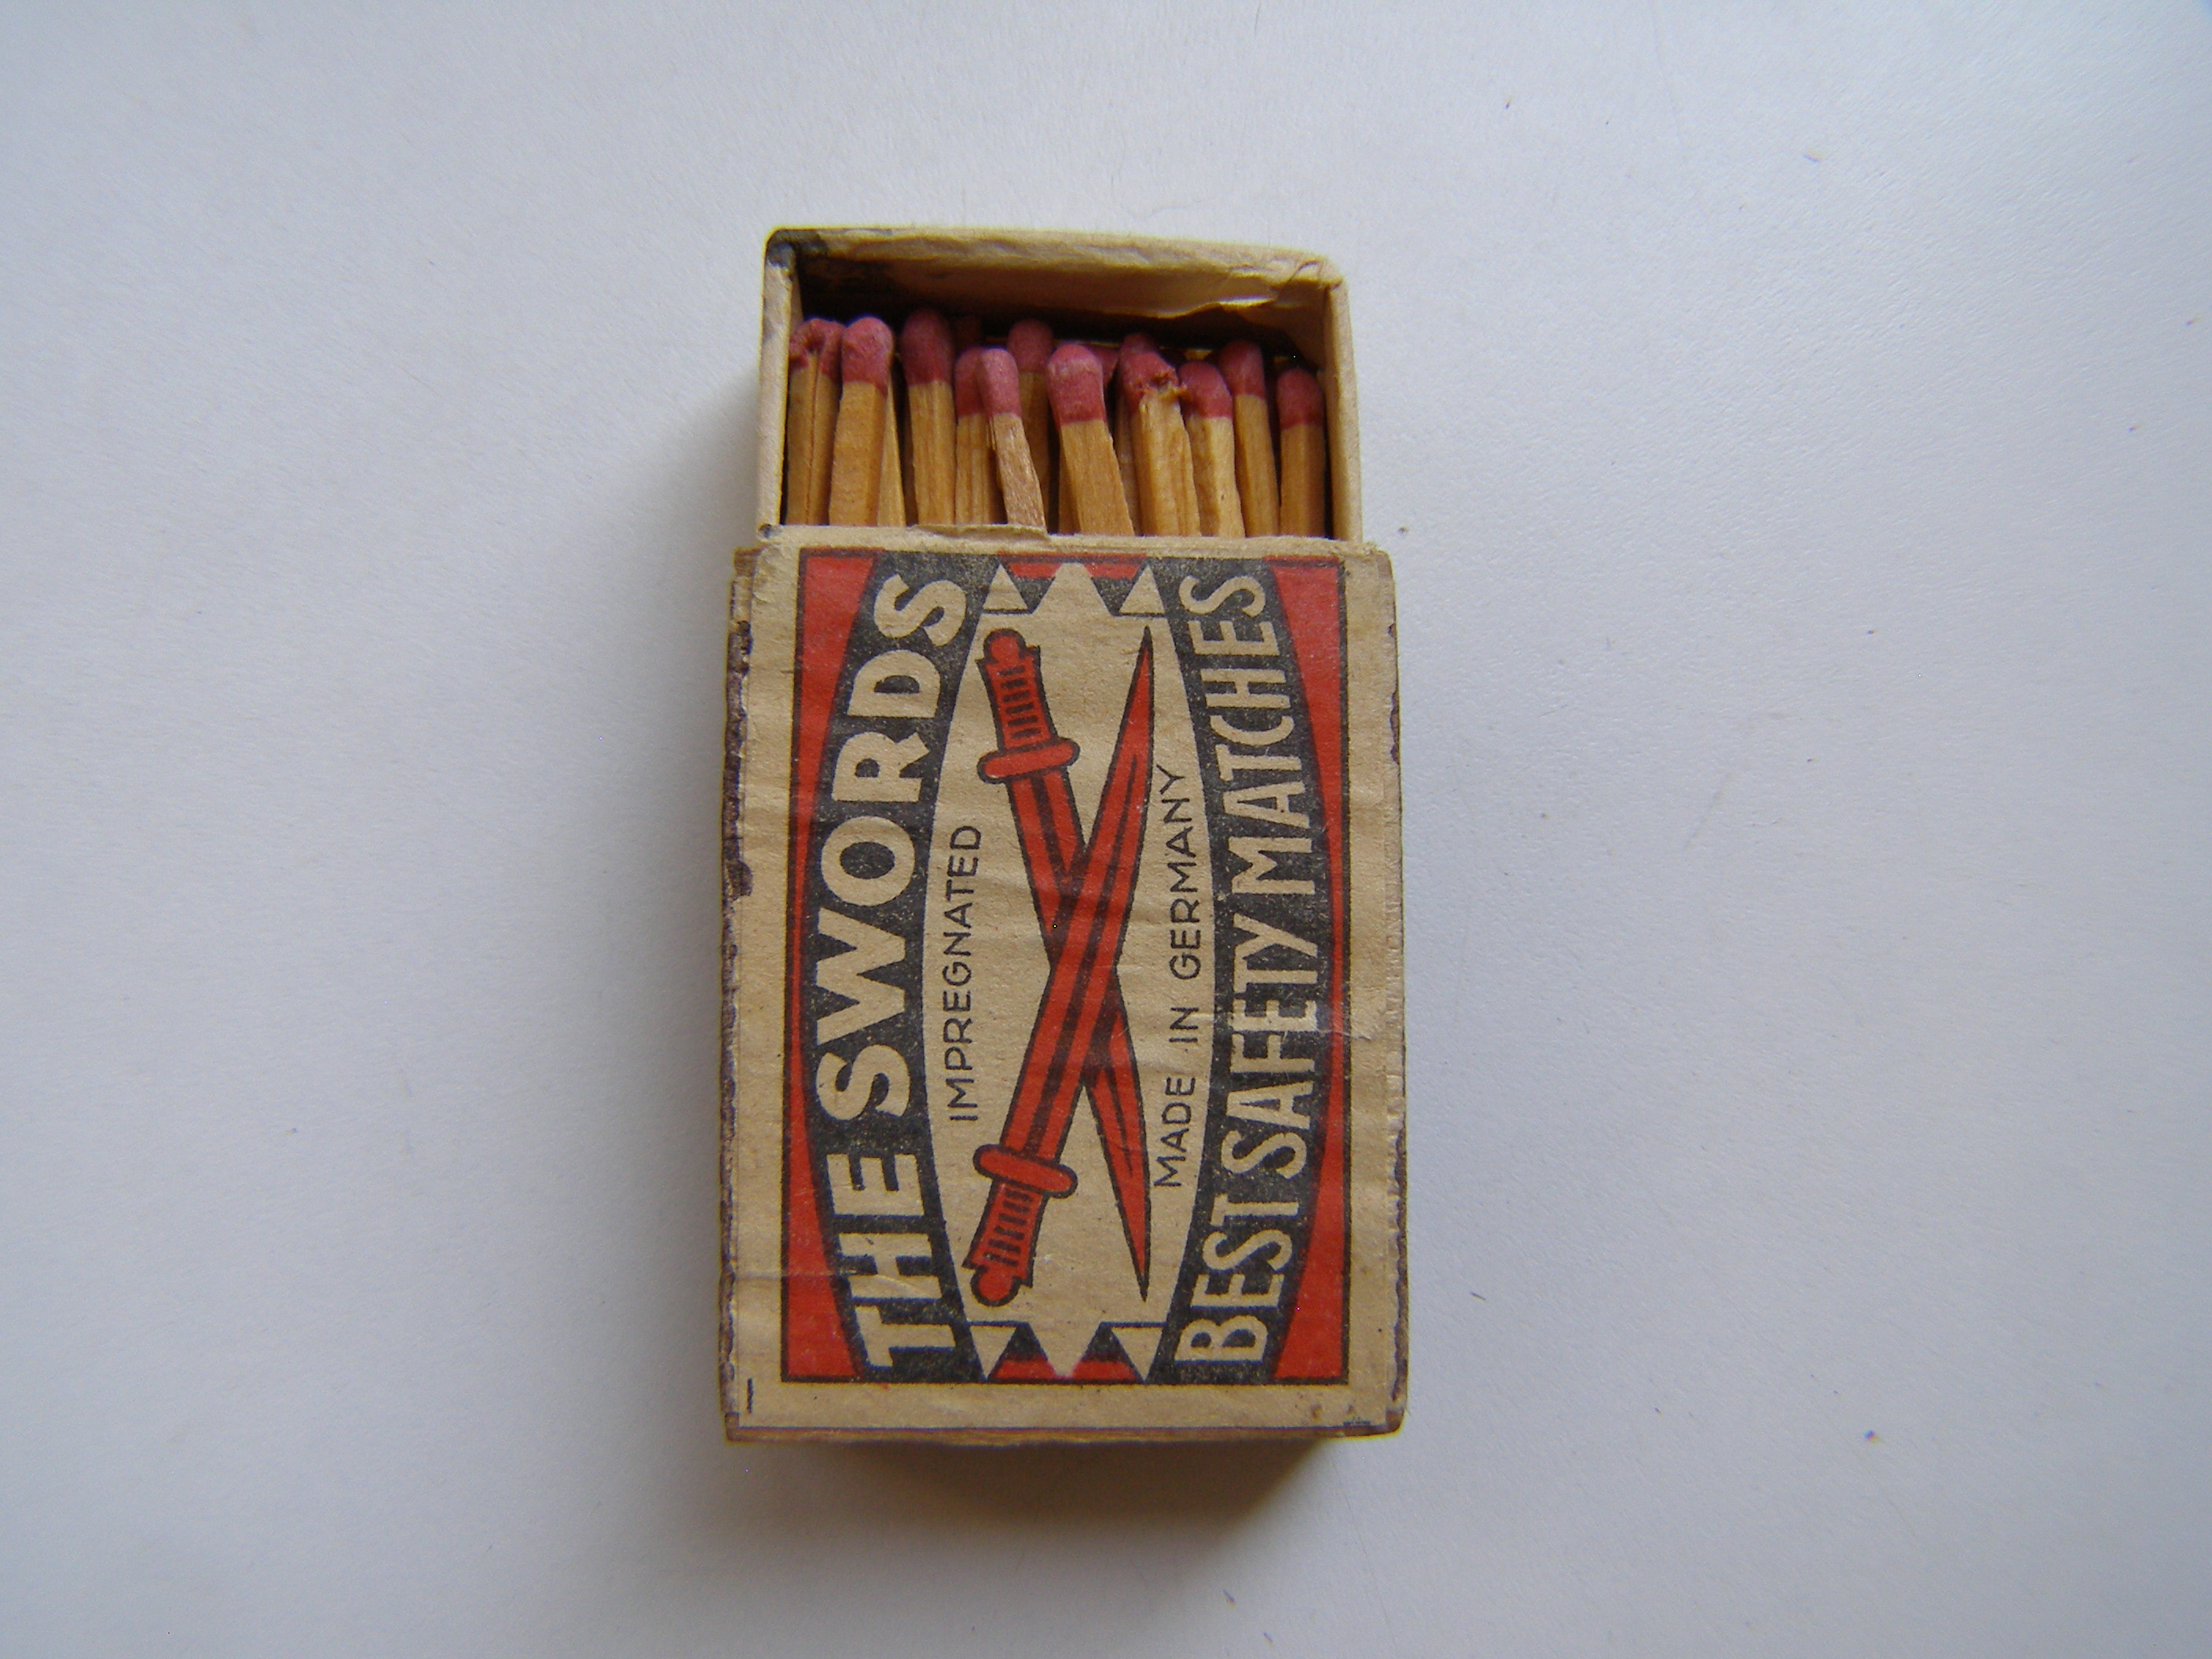 THE SWORDS
IMPREGNATED
MADE IN GERMANY
BEST SAFETY MATCHES